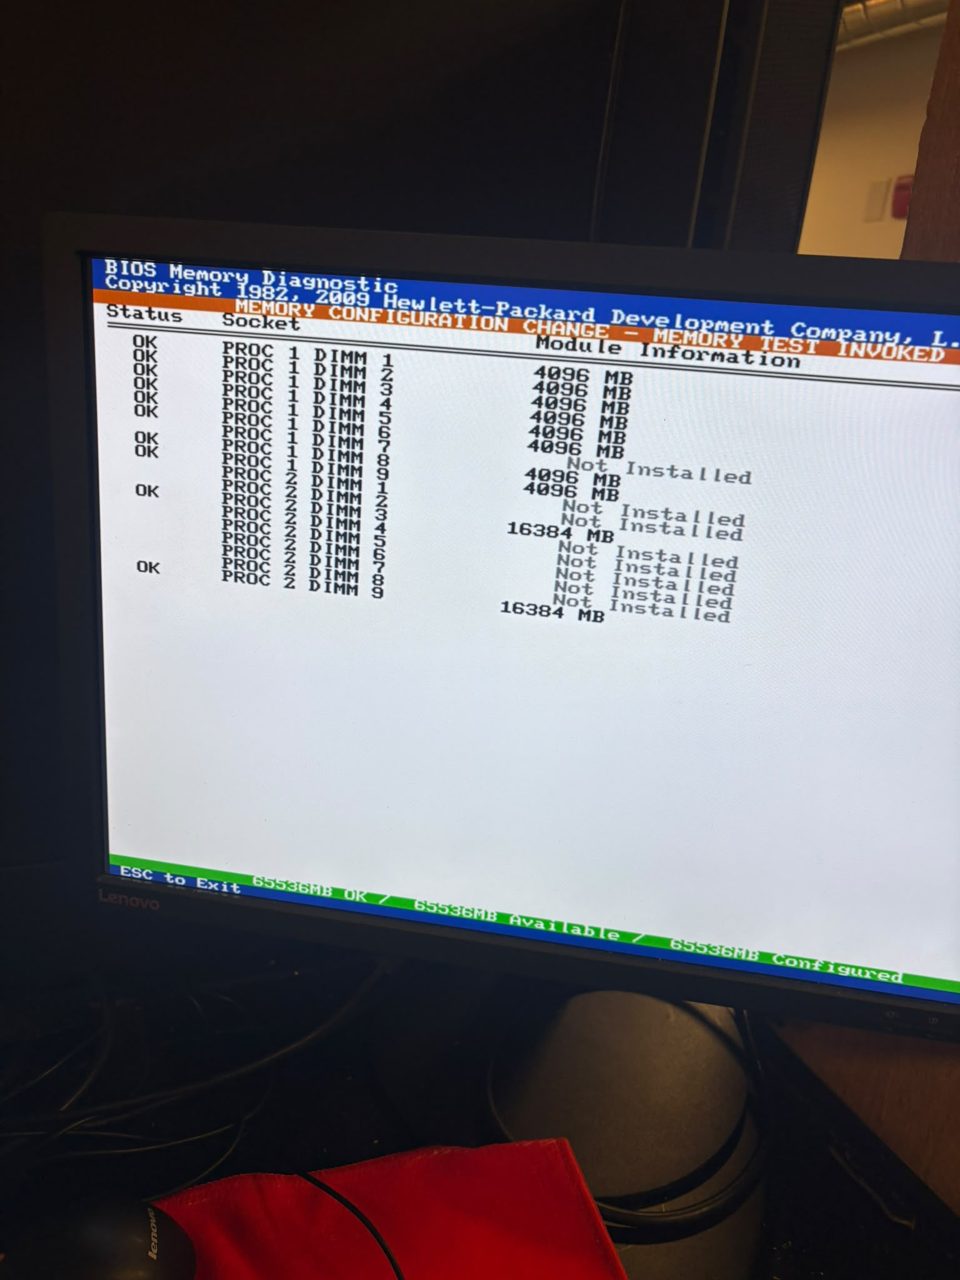 BIOS Memory Diagnostic
Copyright 1982, 2009 Hewlett-Packard Development Company, L.
MEMORY CONFIGURATION CHANGE - MEMORY TEST INVOKED
Status Socket Module Information
OK PROC 1 DIMM 1 4096 MB
OK PROC 1 DIMM 2 4096 MB
OK PROC 1 DIMM 3 4096 MB
OK PROC 1 DIMM 4 4096 MB
OK PROC 1 DIMM 5 4096 MB
OK PROC 1 DIMM 6 4096 MB
PROC 1 DIMM 7 Not Installed
OK PROC 1 DIMM 8 4096 MB
OK PROC 1 DIMM 9 4096 MB
PROC 2 DIMM 1 Not Installed
PROC 2 DIMM 2 Not Installed
OK PROC 2 DIMM 3 16384 MB
PROC 2 DIMM 4 Not Installed
PROC 2 DIMM 5 Not Installed
PROC 2 DIMM 6 Not Installed
PROC 2 DIMM 7 Not Installed
PROC 2 DIMM 8 Not Installed
OK PROC 2 DIMM 9 16384 MB
65536MB OK / 65536MB Available / 65536MB Configured
ESC to Exit
Lenovo
lenovo